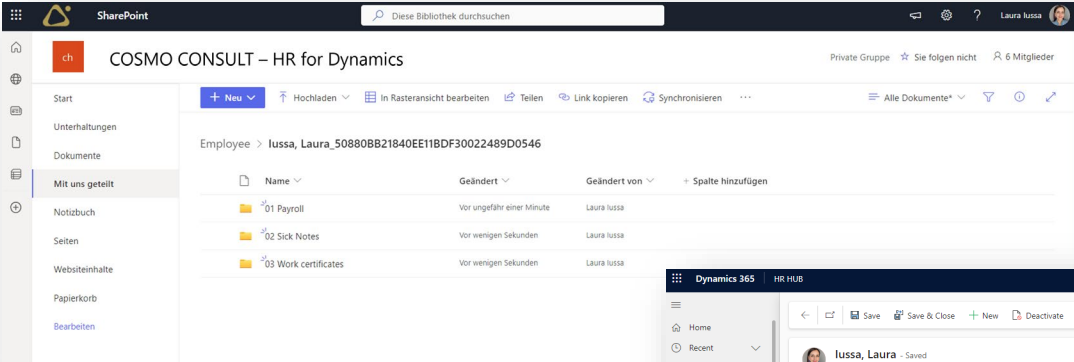 SharePoint
Diese Bibliothek durchsuchen
?
Laura Iussa
ch
COSMO CONSULT – HR for Dynamics
Private Gruppe
Sie folgen nicht
6 Mitglieder
Start
Unterhaltungen
Dokumente
Mit uns geteilt
Notizbuch
Seiten
Websiteinhalte
Papierkorb
Bearbeiten
+ Neu
Hochladen
In Rasteransicht bearbeiten
Teilen
Link kopieren
Synchronisieren
···
Alle Dokumente*
Employee > Iussa, Laura_50880BB21840EE11BDF30022489D0546
Name
Geändert
Geändert von
+ Spalte hinzufügen
01 Payroll
Vor ungefähr einer Minute
Laura Iussa
02 Sick Notes
Vor wenigen Sekunden
Laura Iussa
03 Work certificates
Vor wenigen Sekunden
Laura Iussa
Dynamics 365
HR HUB
Home
Recent
Save
Save & Close
+ New
Deactivate
Iussa, Laura - Saved